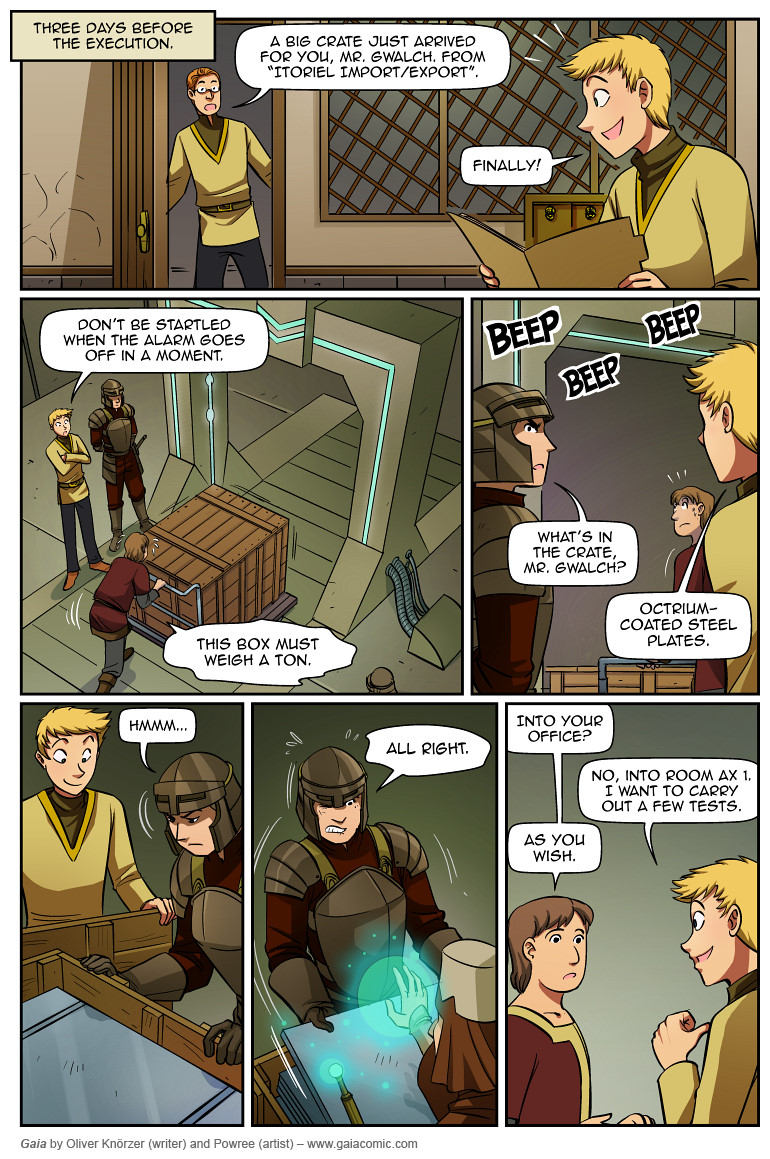 THREE DAYS BEFORE
THE EXECUTION.
A BIG CRATE JUST ARRIVED
FOR YOU, MR. GWALCH. FROM
"ITORIEL IMPORT/EXPORT".
FINALLY!
DON'T BE STARTLED
WHEN THE ALARM GOES
OFF IN A MOMENT.
THIS BOX MUST
WEIGH A TON.
BEEP
BEEP
BEEP
WHAT'S IN
THE CRATE,
MR. GWALCH?
OCTRIUM-
COATED STEEL
PLATES.
HMMM...
ALL RIGHT.
INTO YOUR
OFFICE?
NO, INTO ROOM AX 1.
I WANT TO CARRY
OUT A FEW TESTS.
AS YOU
WISH.
Gaia by Oliver Knörzer (writer) and Powree (artist) – www.gaiacomic.com